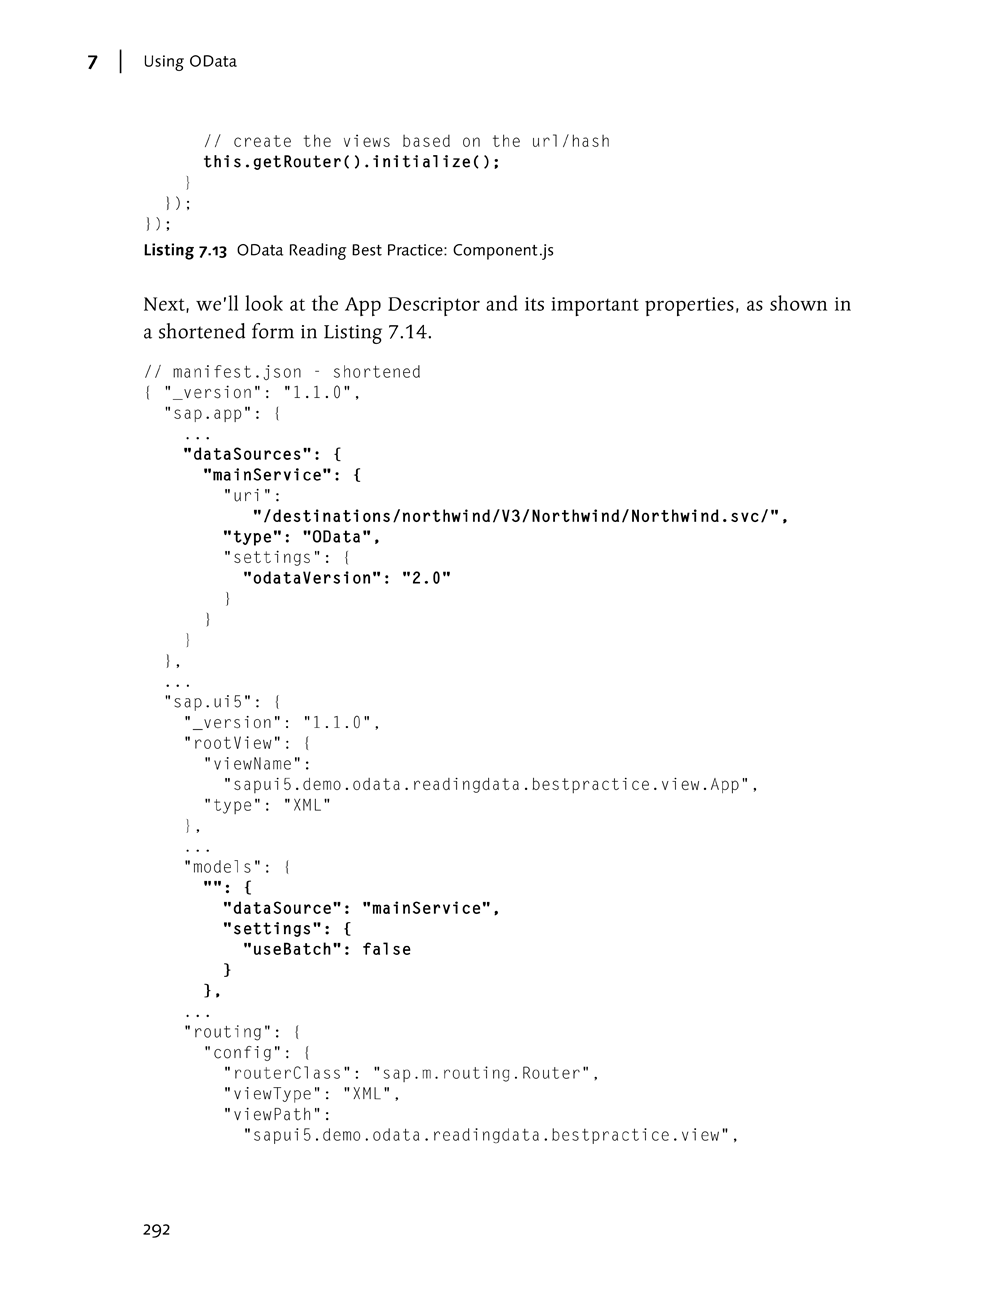 7 | Using OData
      // create the views based on the url/hash
      this.getRouter().initialize();
    }
  });
});
Listing 7.13 OData Reading Best Practice: Component.js
Next, we'll look at the App Descriptor and its important properties, as shown in
a shortened form in Listing 7.14.
// manifest.json - shortened
{ "_version": "1.1.0",
  "sap.app": {
    ...
    "dataSources": {
      "mainService": {
        "uri":
           "/destinations/northwind/V3/Northwind/Northwind.svc/",
        "type": "OData",
        "settings": {
          "odataVersion": "2.0"
        }
      }
    }
  },
  ...
  "sap.ui5": {
    "_version": "1.1.0",
    "rootView": {
      "viewName":
        "sapui5.demo.odata.readingdata.bestpractice.view.App",
      "type": "XML"
    },
    ...
    "models": {
      "": {
        "dataSource": "mainService",
        "settings": {
          "useBatch": false
        }
      },
    ...
    "routing": {
      "config": {
        "routerClass": "sap.m.routing.Router",
        "viewType": "XML",
        "viewPath":
          "sapui5.demo.odata.readingdata.bestpractice.view",
292